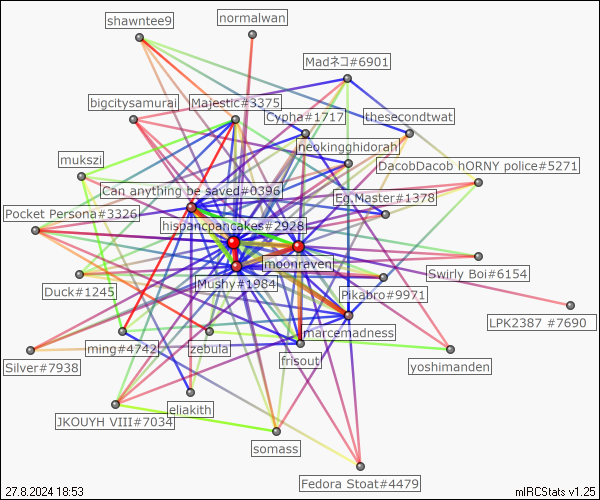 shawntee9
normalwan
Madネコ#6901
bigcitysamurai
Majestic#3375
Cypha#1717
thesecondtwat
neokingghidorah
mukszi
DacobDacob hORNY police#5271
Can anything be saved#0396
Eg.Master#1378
Pocket Persona#3326
hispancpancakes#2928
moonraven
Swirly Boi#6154
Mushy#1984
Duck#1245
Pikabro#9971
LPK2387 #7690
marcemadness
ming#4742
zebula
frisout
Silver#7938
yoshimanden
eliakith
JKOUYH VIII#7034
somass
Fedora Stoat#4479
27.8.2024 18:53
mIRCStats v1.25